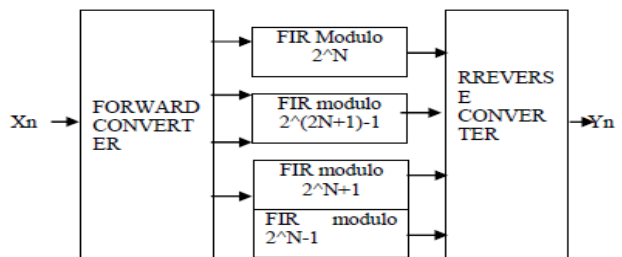 FIR Modulo
2^N
RREVERS
E
CONVER
TER
FORWARD
CONVERT
ER
Xn
FIR modulo
2^(2N+1)-1
Yn
FIR modulo
2^N+1
FIR modulo
2^N-1